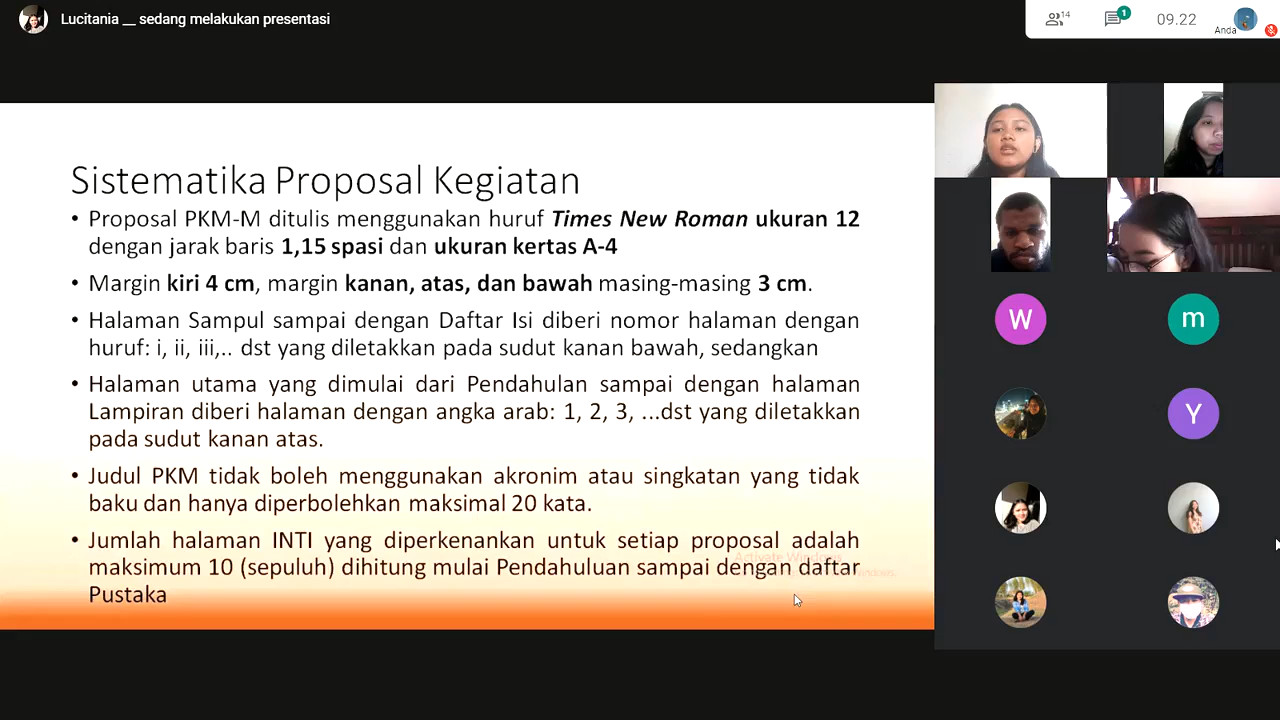 Lucitania __ sedang melakukan presentasi
14
1
09.22
Anda
Sistematika Proposal Kegiatan
• Proposal PKM-M ditulis menggunakan huruf Times New Roman ukuran 12
dengan jarak baris 1,15 spasi dan ukuran kertas A-4
• Margin kiri 4 cm, margin kanan, atas, dan bawah masing-masing 3 cm.
• Halaman Sampul sampai dengan Daftar Isi diberi nomor halaman dengan
huruf: i, ii, iii,.. dst yang diletakkan pada sudut kanan bawah, sedangkan
• Halaman utama yang dimulai dari Pendahulan sampai dengan halaman
Lampiran diberi halaman dengan angka arab: 1, 2, 3, ...dst yang diletakkan
pada sudut kanan atas.
• Judul PKM tidak boleh menggunakan akronim atau singkatan yang tidak
baku dan hanya diperbolehkan maksimal 20 kata.
• Jumlah halaman INTI yang diperkenankan untuk setiap proposal adalah
maksimum 10 (sepuluh) dihitung mulai Pendahuluan sampai dengan daftar
Pustaka
Activate Windows
W
m
Y